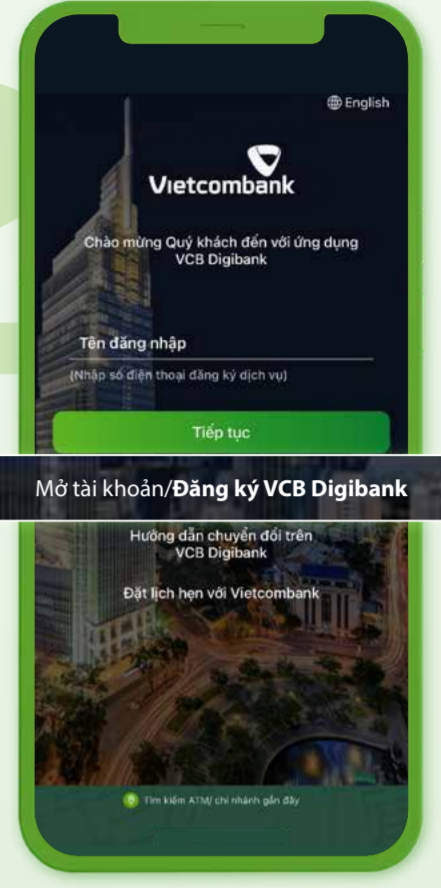 English
Vietcombank
Chào mừng Quý khách đến với ứng dụng
VCB Digibank
Tên đăng nhập
(Nhập số điện thoại đăng ký dịch vụ)
Tiếp tục
Mở tài khoản/Đăng ký VCB Digibank
Hướng dẫn chuyển đổi trên
VCB Digibank
Đặt lịch hẹn với Vietcombank
Tìm kiếm ATM/ chi nhánh gần đây